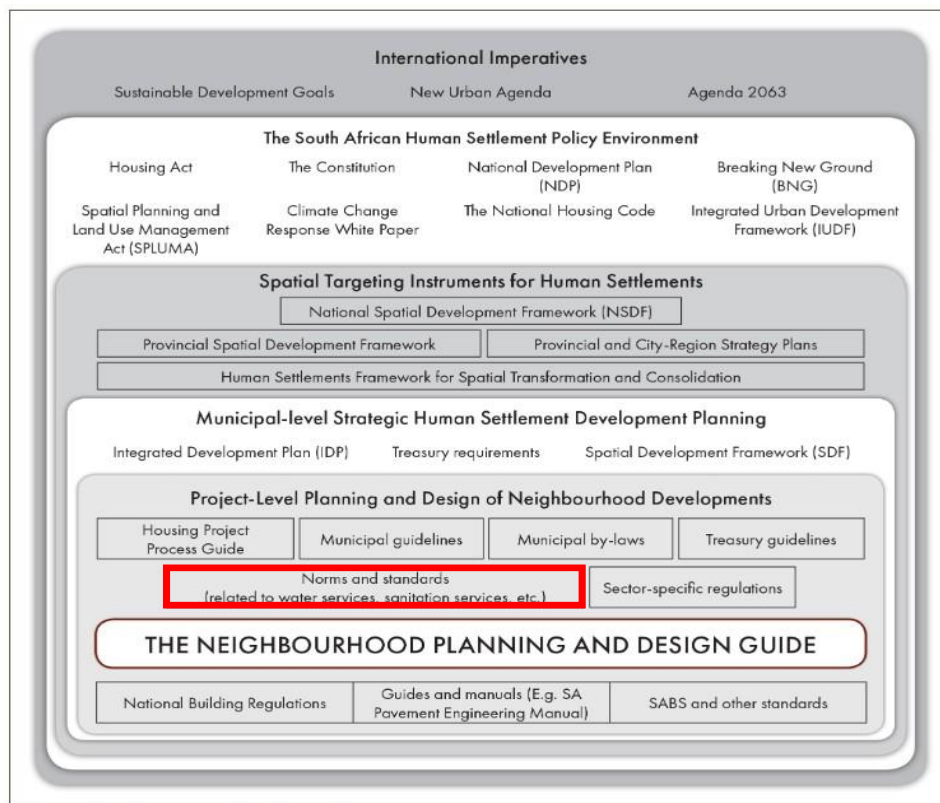 International Imperatives
Sustainable Development Goals New Urban Agenda Agenda 2063
The South African Human Settlement Policy Environment
Housing Act The Constitution National Development Plan (NDP) Breaking New Ground (BNG)
Spatial Planning and Land Use Management Act (SPLUMA) Climate Change Response White Paper The National Housing Code Integrated Urban Development Framework (IUDF)
Spatial Targeting Instruments for Human Settlements
National Spatial Development Framework (NSDF)
Provincial Spatial Development Framework Provincial and City-Region Strategy Plans
Human Settlements Framework for Spatial Transformation and Consolidation
Municipal-level Strategic Human Settlement Development Planning
Integrated Development Plan (IDP) Treasury requirements Spatial Development Framework (SDF)
Project-Level Planning and Design of Neighbourhood Developments
Housing Project Process Guide Municipal guidelines Municipal by-laws Treasury guidelines
Norms and standards
(related to water services, sanitation services, etc.)
Sector-specific regulations
THE NEIGHBOURHOOD PLANNING AND DESIGN GUIDE
National Building Regulations Guides and manuals (E.g. SA Pavement Engineering Manual) SABS and other standards